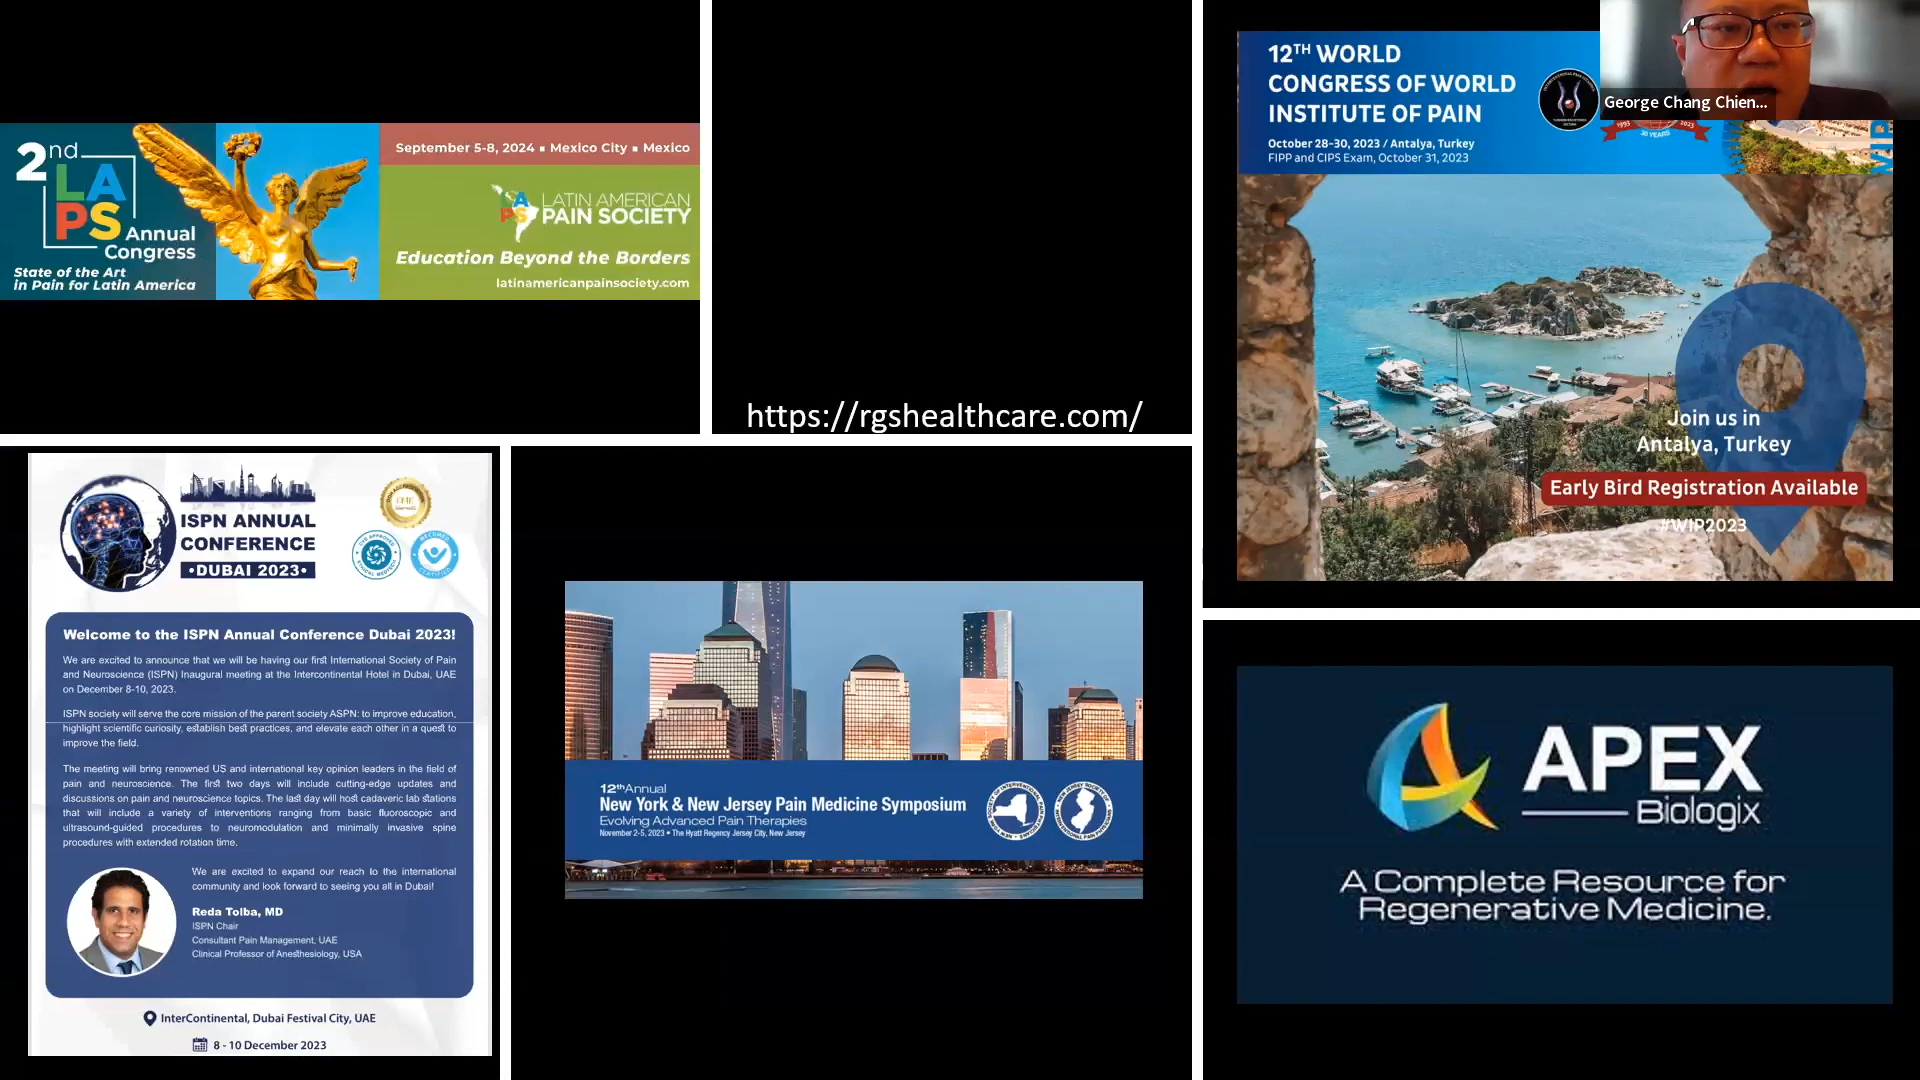 2nd
LA
PS
Annual
Congress
State of the Art
in Pain for Latin America
September 5-8, 2024 ▪ Mexico City ▪ Mexico
LA
PS
LATIN AMERICAN
PAIN SOCIETY
Education Beyond the Borders
latinamericanpainsociety.com
https://rgshealthcare.com/
12TH WORLD
CONGRESS OF WORLD
INSTITUTE OF PAIN
October 28-30, 2023 / Antalya, Turkey
FIPP and CIPS Exam, October 31, 2023
George Chang Chien...
1993
2023
30 YEARS
Join us in
Antalya, Turkey
Early Bird Registration Available
#WIP2023
ISPN ANNUAL
CONFERENCE
•DUBAI 2023•
CME
Welcome to the ISPN Annual Conference Dubai 2023!
We are excited to announce that we will be having our first International Society of Pain
and Neuroscience (ISPN) Inaugural meeting at the Intercontinental Hotel in Dubai, UAE
on December 8-10, 2023.
ISPN society will serve the core mission of the parent society ASPN: to improve education,
highlight scientific curiosity, establish best practices, and elevate each other in a quest to
improve the field.
The meeting will bring renowned US and international key opinion leaders in the field of
pain and neuroscience. The first two days will include cutting-edge updates and
discussions on pain and neuroscience topics. The last day will host cadaveric lab stations
that will include a variety of interventions ranging from basic fluoroscopic and
ultrasound-guided procedures to neuromodulation and minimally invasive spine
procedures with extended rotation time.
We are excited to expand our reach to the international
community and look forward to seeing you all in Dubai!
Reda Tolba, MD
ISPN Chair
Consultant Pain Management, UAE
Clinical Professor of Anesthesiology, USA
InterContinental, Dubai Festival City, UAE
8 - 10 December 2023
12th Annual
New York & New Jersey Pain Medicine Symposium
Evolving Advanced Pain Therapies
November 2-5, 2023 • The Hyatt Regency Jersey City, New Jersey
APEX
Biologix
A Complete Resource for
Regenerative Medicine.